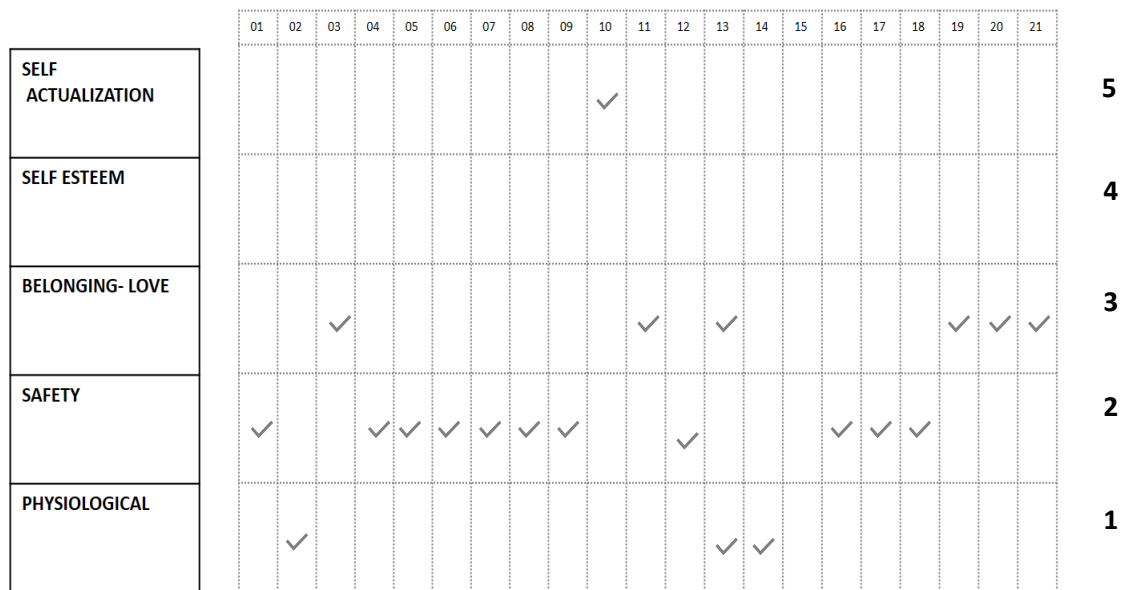 01 02 03 04 05 06 07 08 09 10 11 12 13 14 15 16 17 18 19 20 21
SELF
ACTUALIZATION
5
SELF ESTEEM
4
BELONGING- LOVE
3
SAFETY
2
PHYSIOLOGICAL
1